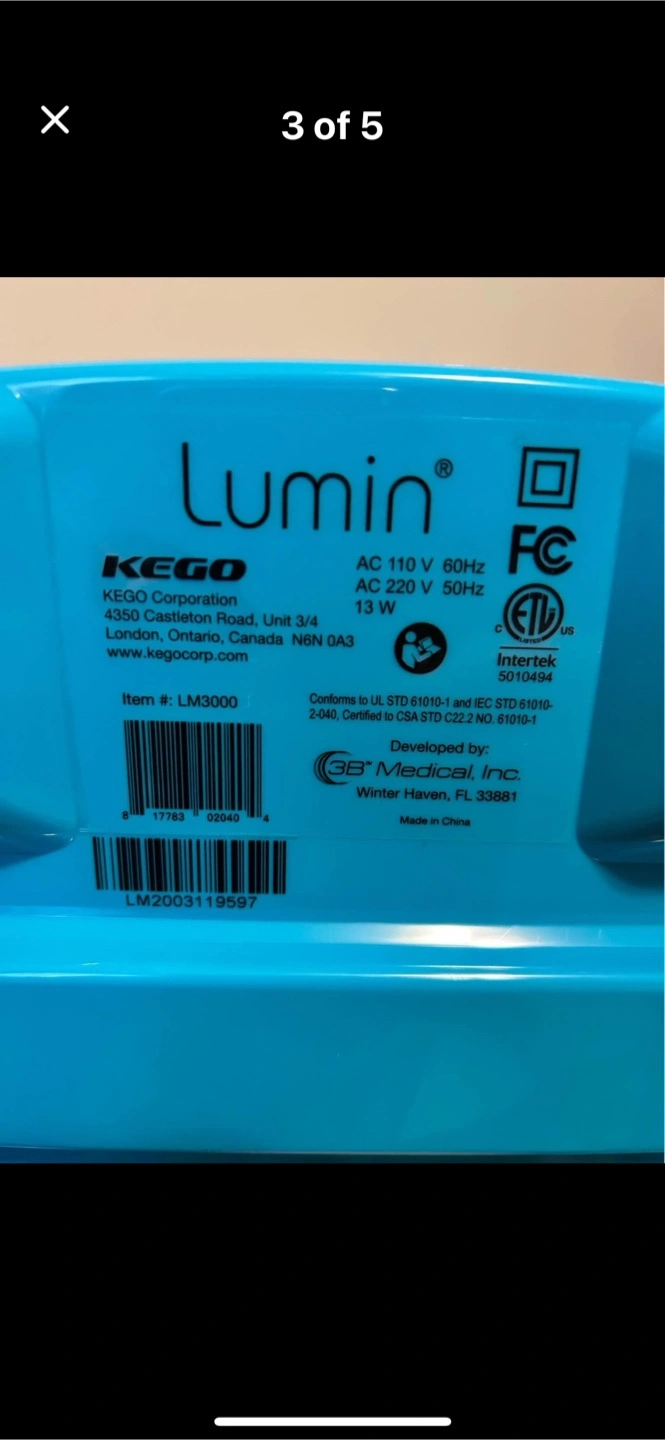 3 of 5
Lumin®
KEGO
KEGO Corporation
4350 Castleton Road, Unit 3/4
London, Ontario, Canada N6N 0A3
www.kegocorp.com
AC 110 V 60Hz
AC 220 V 50Hz
13 W
FC
C ETL US
LISTED
Intertek
5010494
Item #: LM3000
8 17783 02040 4
LM2003119597
Conforms to UL STD 61010-1 and IEC STD 61010-
2-040, Certified to CSA STD C22.2 NO. 61010-1
Developed by:
3B® Medical, Inc.
Winter Haven, FL 33881
Made in China